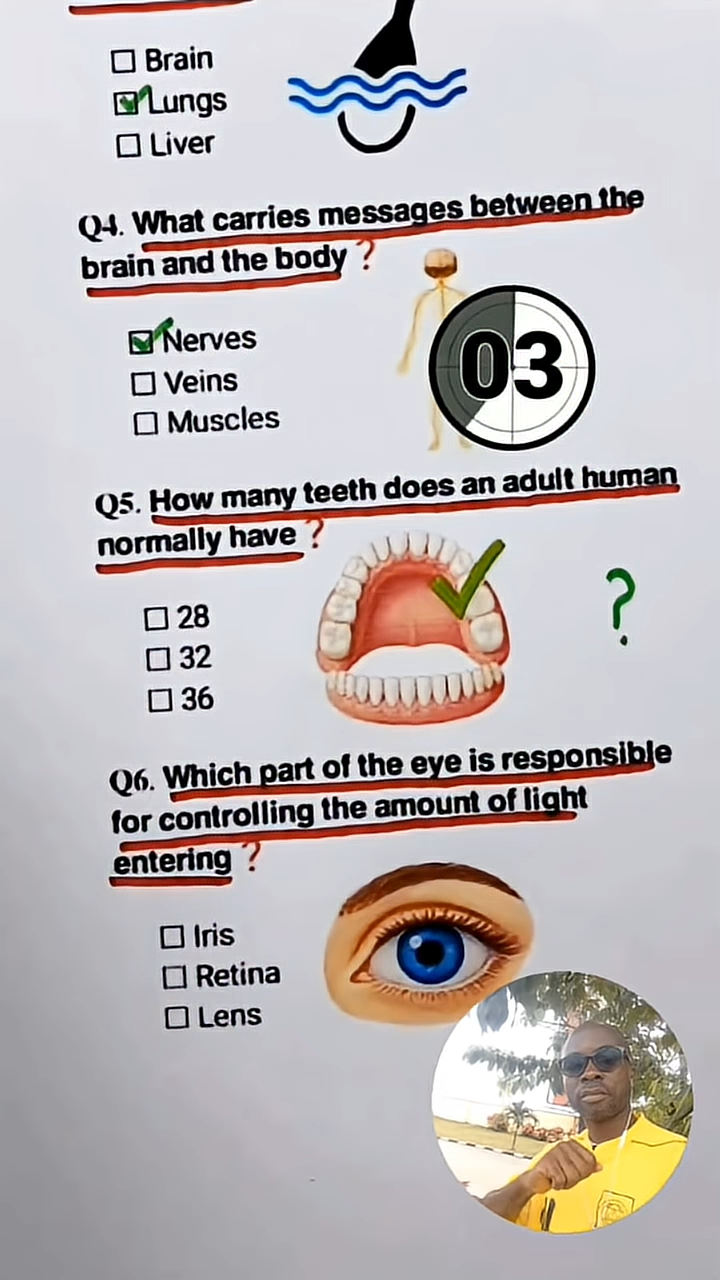 Brain
Lungs
Liver
Q4. What carries messages between the
brain and the body ?
Nerves
Veins
Muscles
03
Q5. How many teeth does an adult human
normally have ?
28
32
36
?
Q6. Which part of the eye is responsible
for controlling the amount of light
entering ?
Iris
Retina
Lens